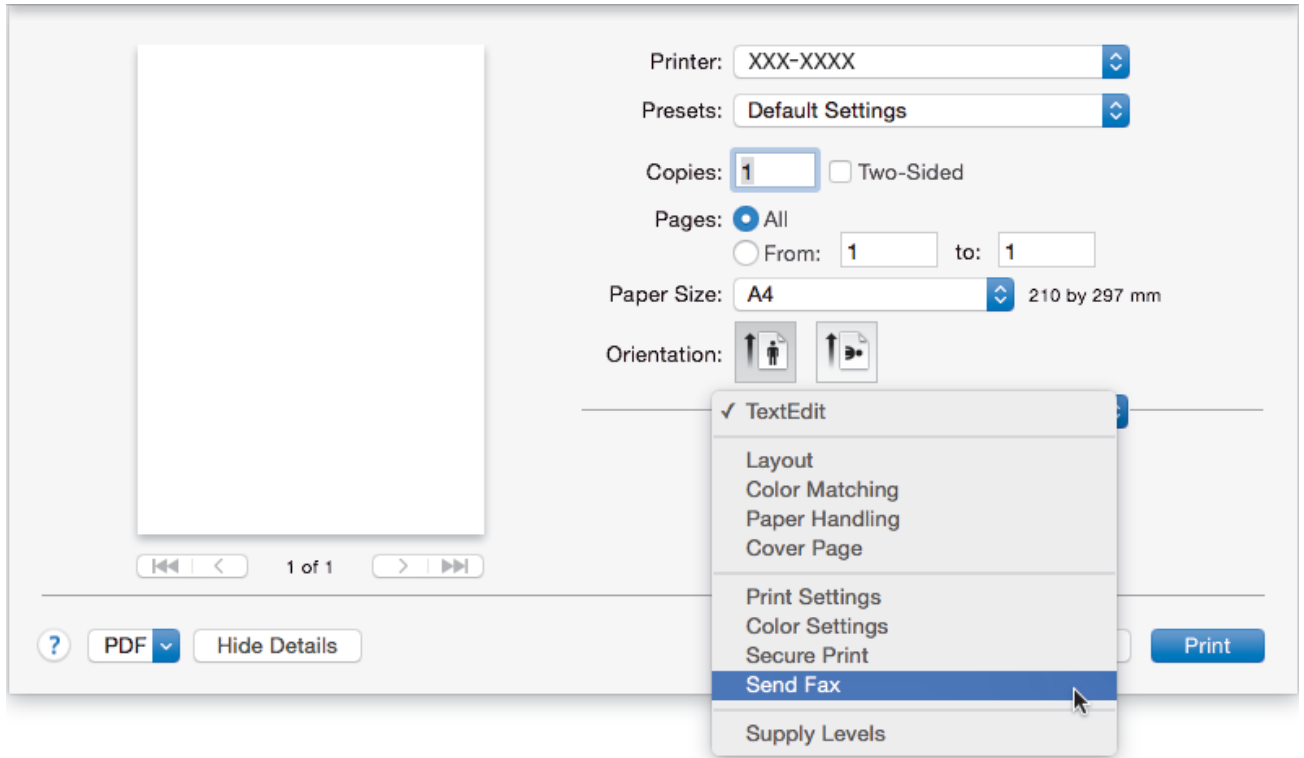 Printer: XXX-XXXX
Presets: Default Settings
Copies: 1 Two-Sided
Pages: All
From: 1 to: 1
Paper Size: A4 210 by 297 mm
Orientation:
✓ TextEdit
Layout
Color Matching
Paper Handling
Cover Page
1 of 1
Print Settings
Color Settings
Secure Print
Send Fax
Supply Levels
? PDF Hide Details Print